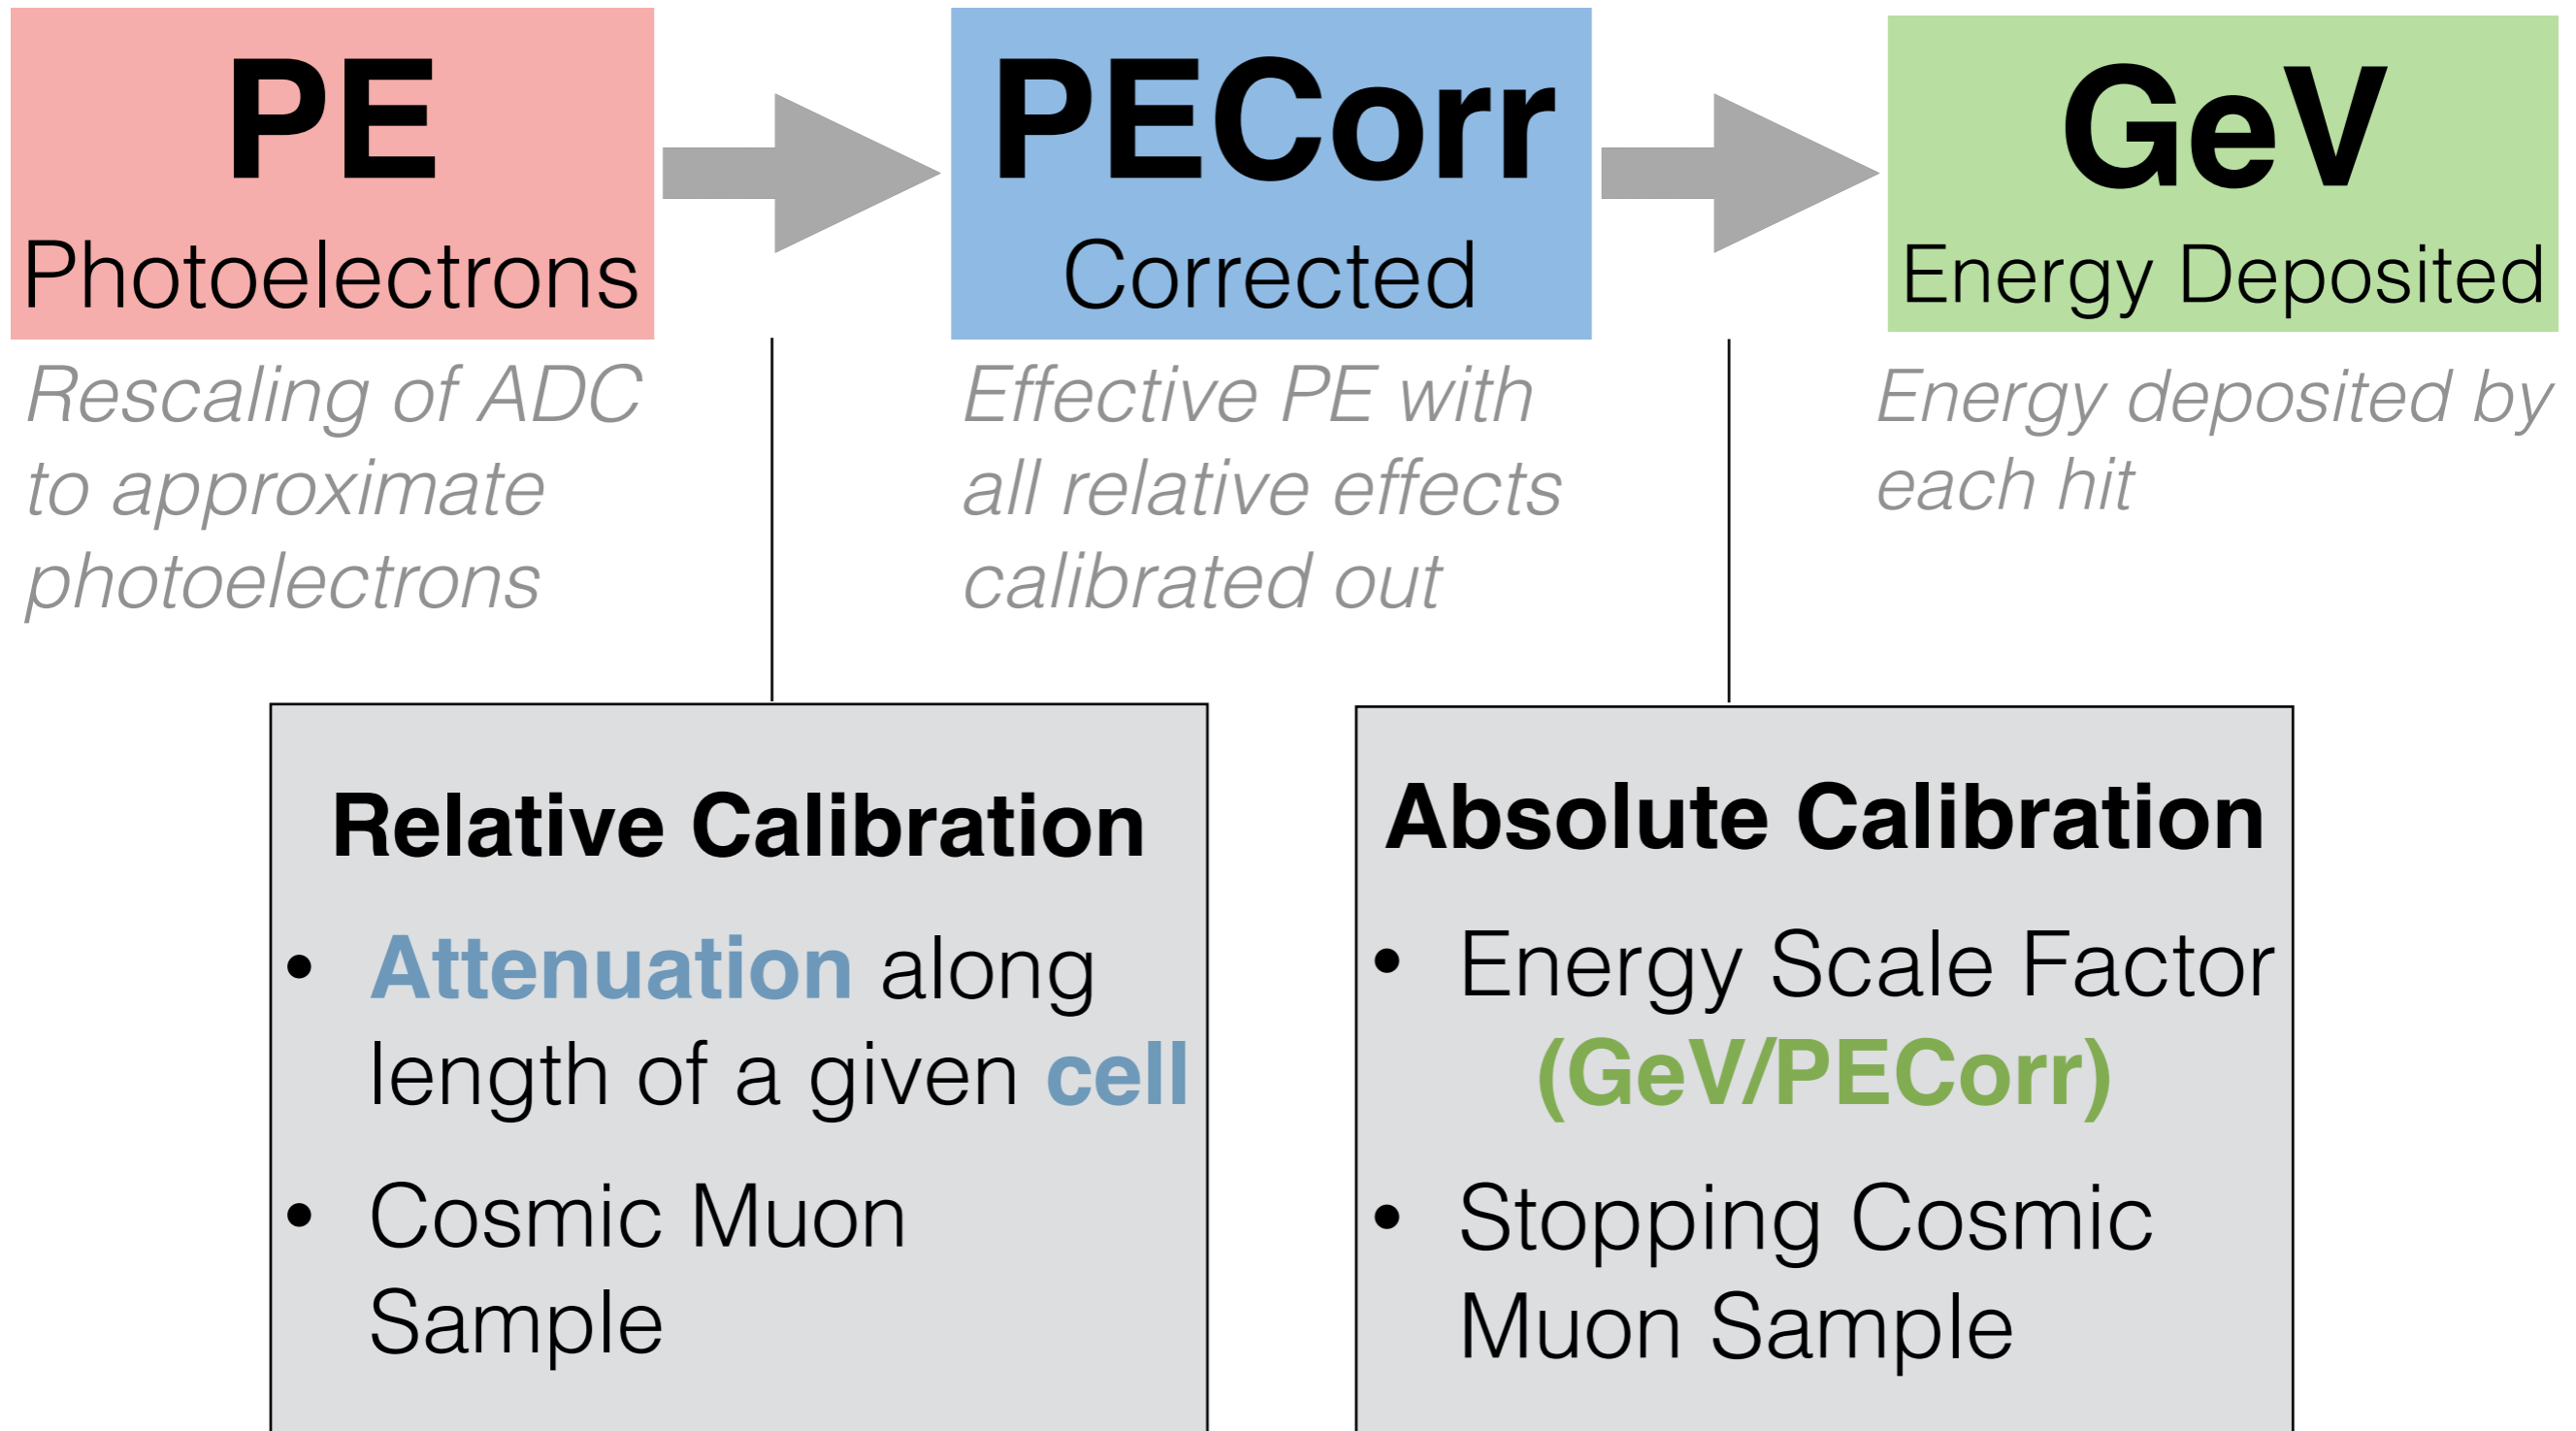 PE
Photoelectrons
Rescaling of ADC
to approximate
photoelectrons
PECorr
Corrected
Effective PE with
all relative effects
calibrated out
GeV
Energy Deposited
Energy deposited by
each hit
Relative Calibration
• Attenuation along
length of a given cell
• Cosmic Muon
Sample
Absolute Calibration
• Energy Scale Factor
(GeV/PECorr)
• Stopping Cosmic
Muon Sample